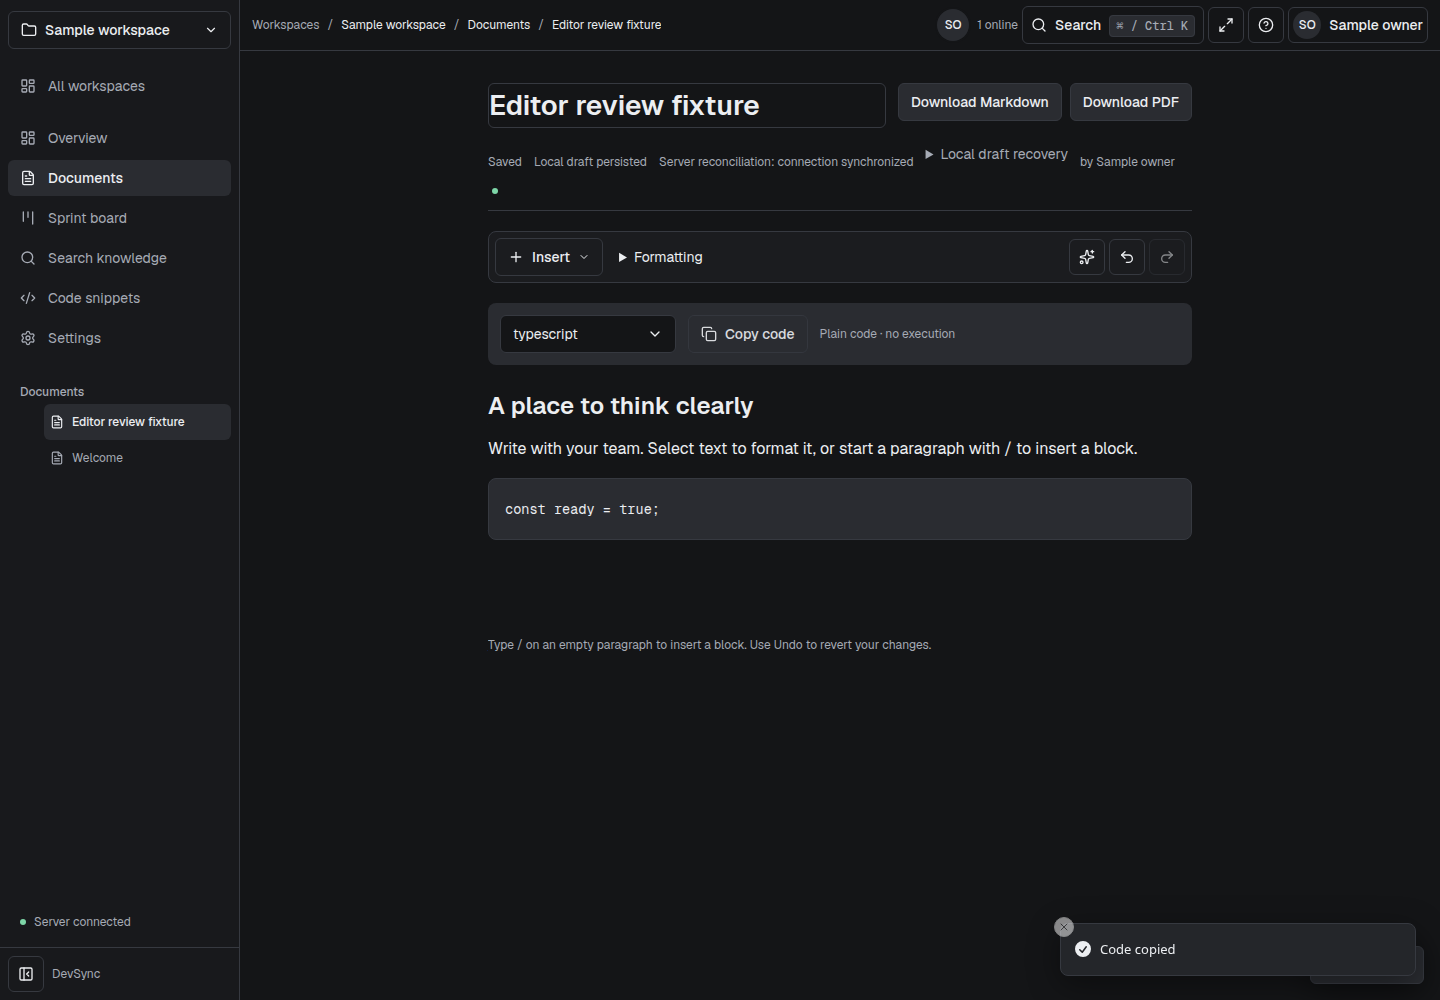 Sample workspace
All workspaces
Overview
Documents
Sprint board
Search knowledge
Code snippets
Settings
Documents
Editor review fixture
Welcome
Server connected
DevSync
Workspaces / Sample workspace / Documents / Editor review fixture
SO 1 online Search ⌘ / Ctrl K SO Sample owner
Editor review fixture
Download Markdown Download PDF
Saved Local draft persisted Server reconciliation: connection synchronized Local draft recovery by Sample owner
Insert Formatting
typescript Copy code Plain code · no execution
A place to think clearly
Write with your team. Select text to format it, or start a paragraph with / to insert a block.
const ready = true;
Type / on an empty paragraph to insert a block. Use Undo to revert your changes.
Code copied